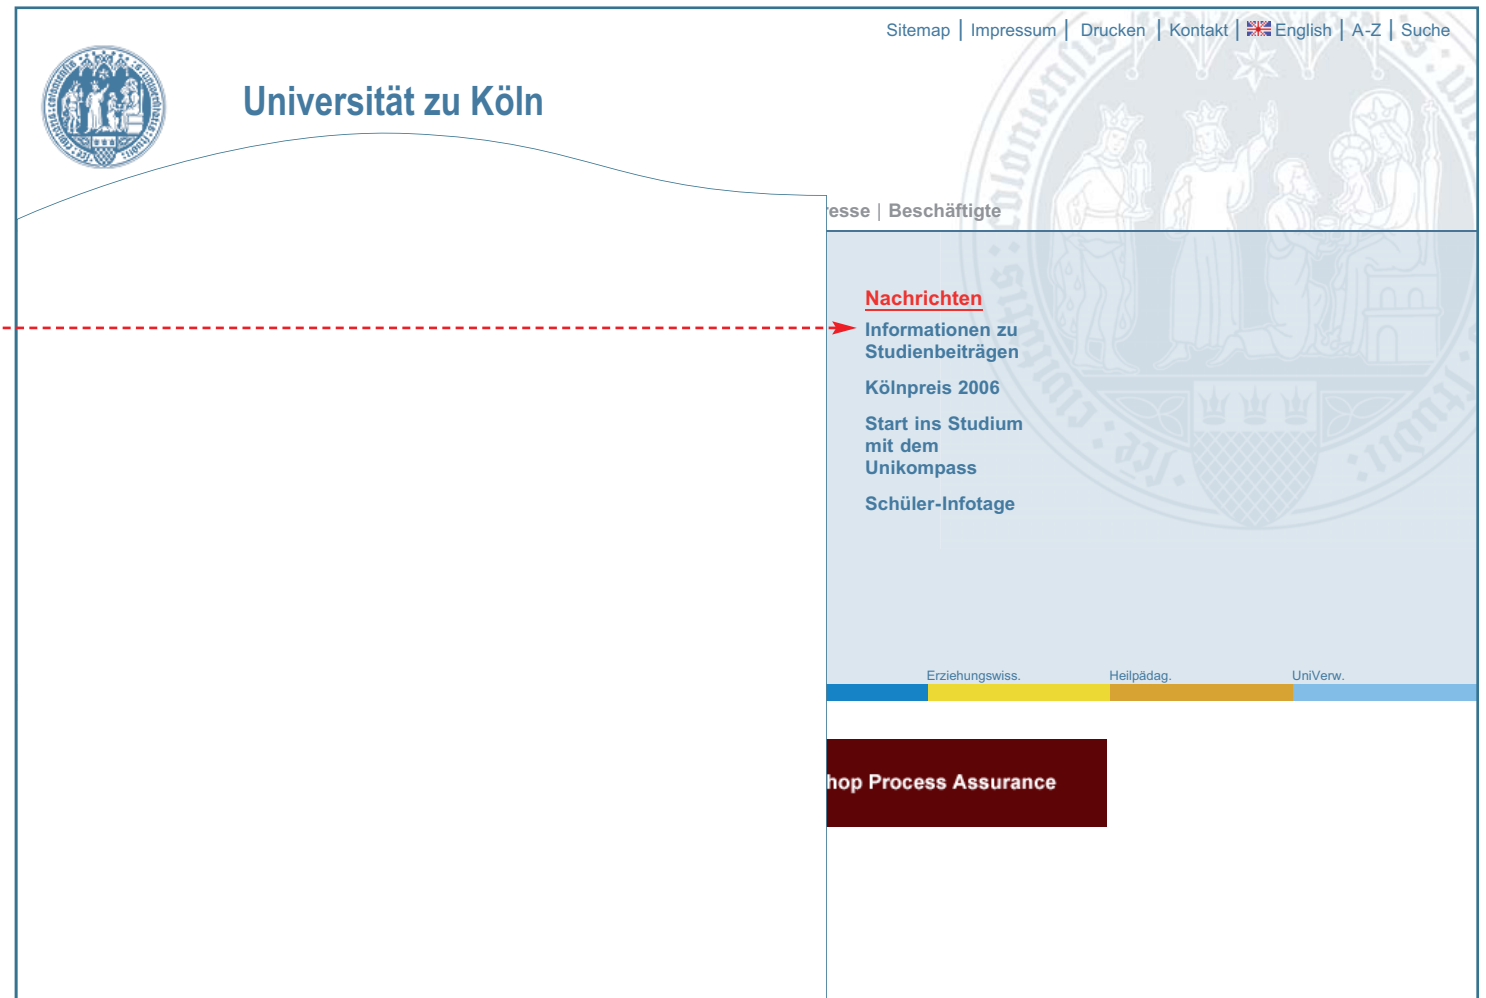 Sitemap | Impressum | Drucken | Kontakt | English | A-Z | Suche
Universität zu Köln
resse | Beschäftigte
Nachrichten
Informationen zu
Studienbeiträgen
Kölnpreis 2006
Start ins Studium
mit dem
Unikompass
Schüler-Infotage
Erziehungswiss. Heilpädag. UniVerw.
hop Process Assurance